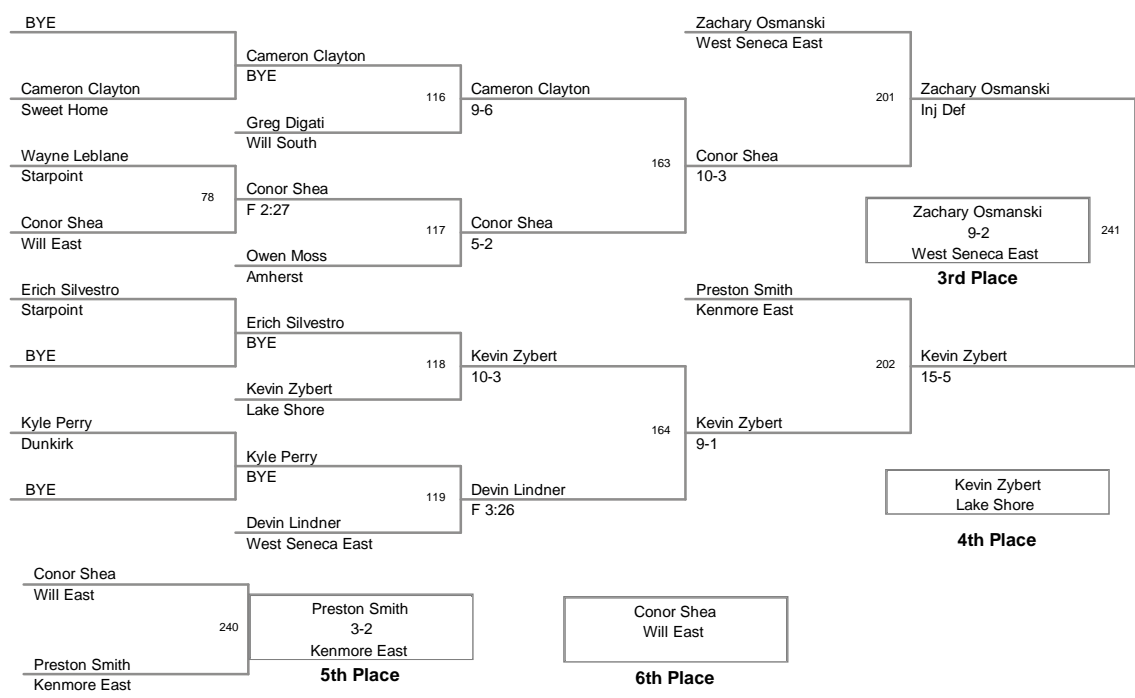 BYE
Cameron Clayton
Sweet Home
Wayne Leblane
Starpoint
78
Conor Shea
Will East
Erich Silvestro
Starpoint
BYE
Kyle Perry
Dunkirk
BYE
Cameron Clayton
BYE
116
Greg Digati
Will South
Conor Shea
F 2:27
117
Owen Moss
Amherst
Erich Silvestro
BYE
118
Kevin Zybert
Lake Shore
Kyle Perry
BYE
119
Devin Lindner
West Seneca East
Cameron Clayton
9-6
163
Conor Shea
5-2
Kevin Zybert
10-3
164
Devin Lindner
F 3:26
Zachary Osmanski
West Seneca East
201
Conor Shea
10-3
Preston Smith
Kenmore East
202
Kevin Zybert
9-1
Zachary Osmanski
Inj Def
Zachary Osmanski
9-2
West Seneca East
241
3rd Place
Kevin Zybert
15-5
Kevin Zybert
Lake Shore
4th Place
Conor Shea
Will East
240
Preston Smith
Kenmore East
Preston Smith
3-2
Kenmore East
5th Place
Conor Shea
Will East
6th Place